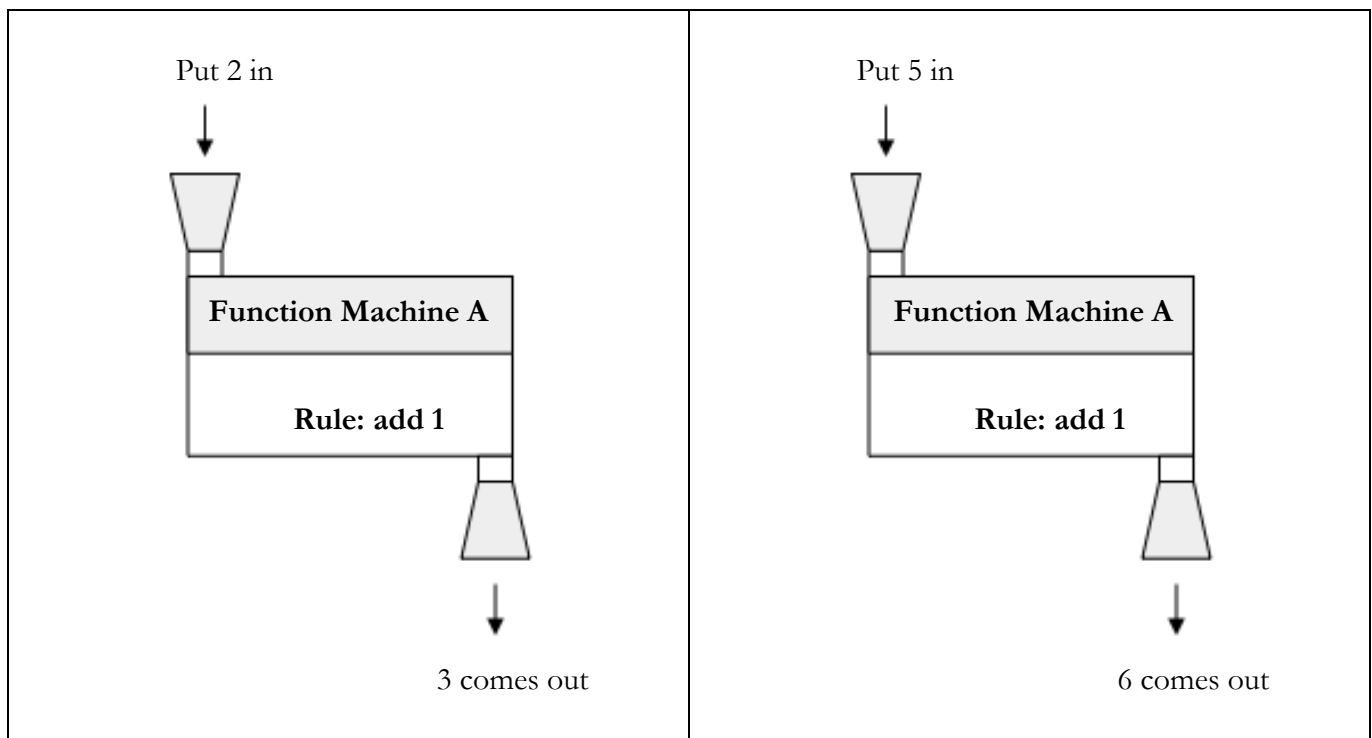 Put 2 in
Function Machine A
Rule: add 1
3 comes out
Put 5 in
Function Machine A
Rule: add 1
6 comes out